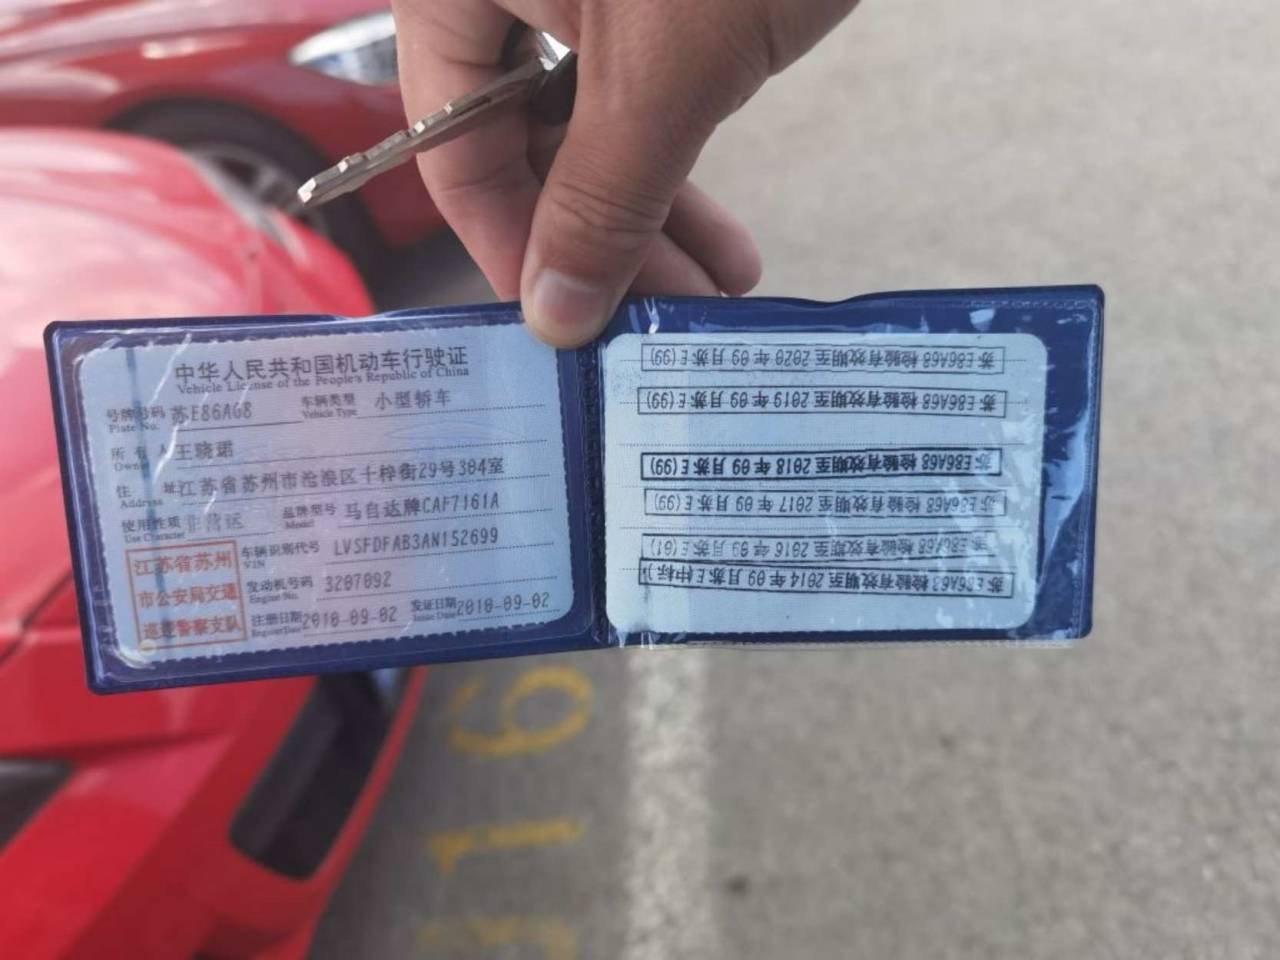 中华人民共和国机动车行驶证
Vehicle License of the People's Republic of China
号牌号码 苏E86A68 车辆类型 小型轿车
Plate No. Vehicle Type
所有人 王晓珺
Owner
住址 江苏省苏州市沧浪区十梓街29号304室
Address
使用性质 非营运 品牌型号 马自达牌CAF7161A
Use Character Model
江苏省苏州
市公安局交通
巡逻警察支队
车辆识别代号 LVSFDFAB3AN152699
VIN
发动机号码 3207092
Engine No.
注册日期 2010-09-02 发证日期 2010-09-02
Register Date Issue Date
苏E86A68 检验有效期至2020年09月苏E(99)
苏E86A68 检验有效期至2019年09月苏E(99)
苏E86A68 检验有效期至2018年09月苏E(99)
苏E86A68 检验有效期至2017年09月苏E(99)
苏E86A68 检验有效期至2016年09月苏E(01)
检验有效期至2014年09月苏E